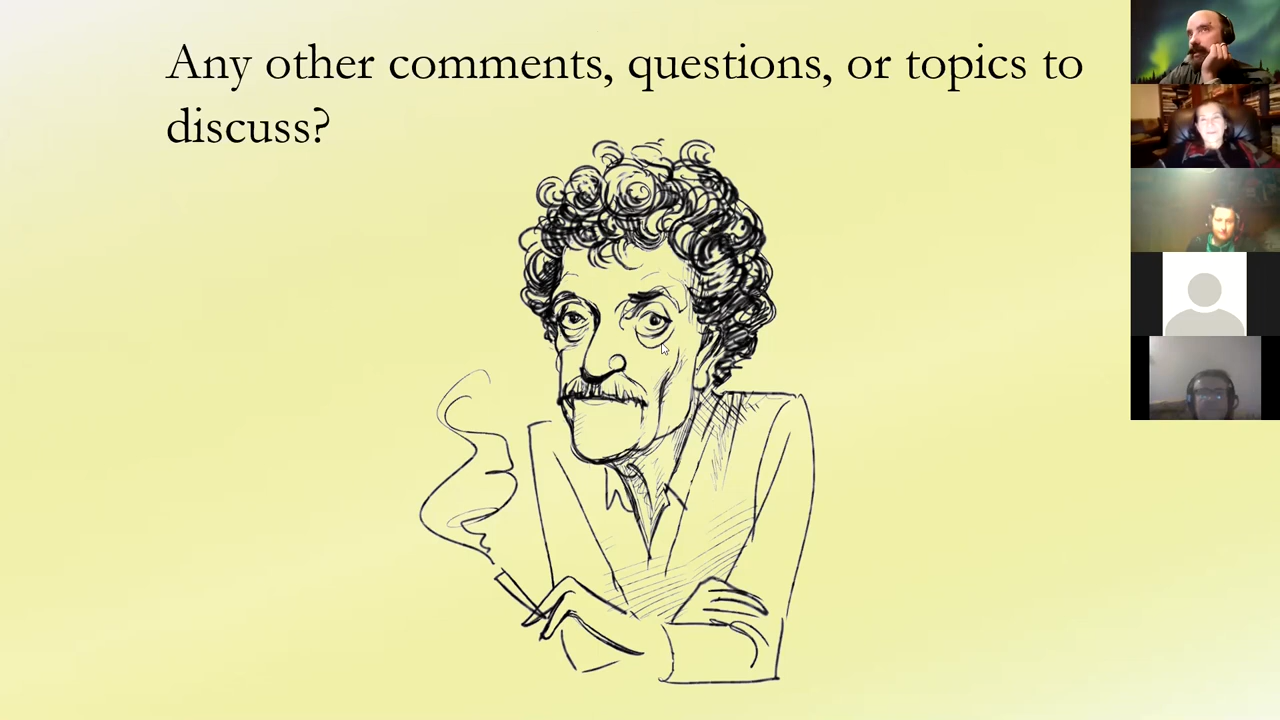 Any other comments, questions, or topics to
discuss?